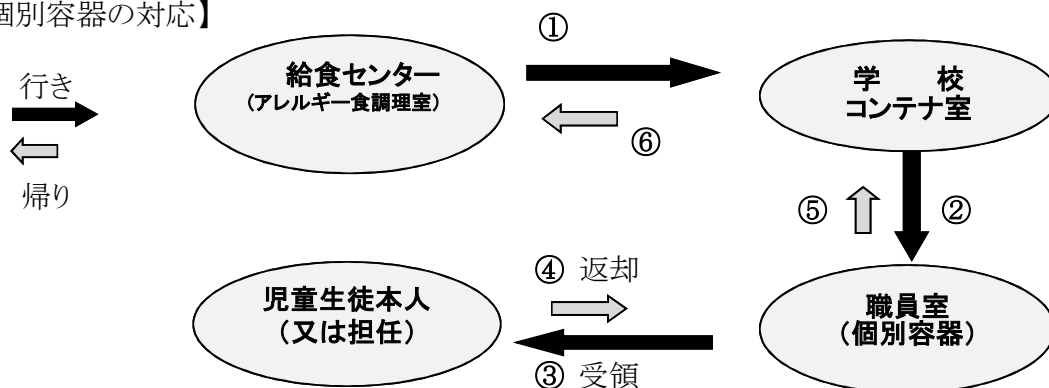 個別容器の対応】
行き
帰り
給食センター
(アレルギー食調理室)
①
⑥
学　　校
コンテナ室
⑤
②
職員室
(個別容器)
④ 返却
③ 受領
児童生徒本人
(又は担任)